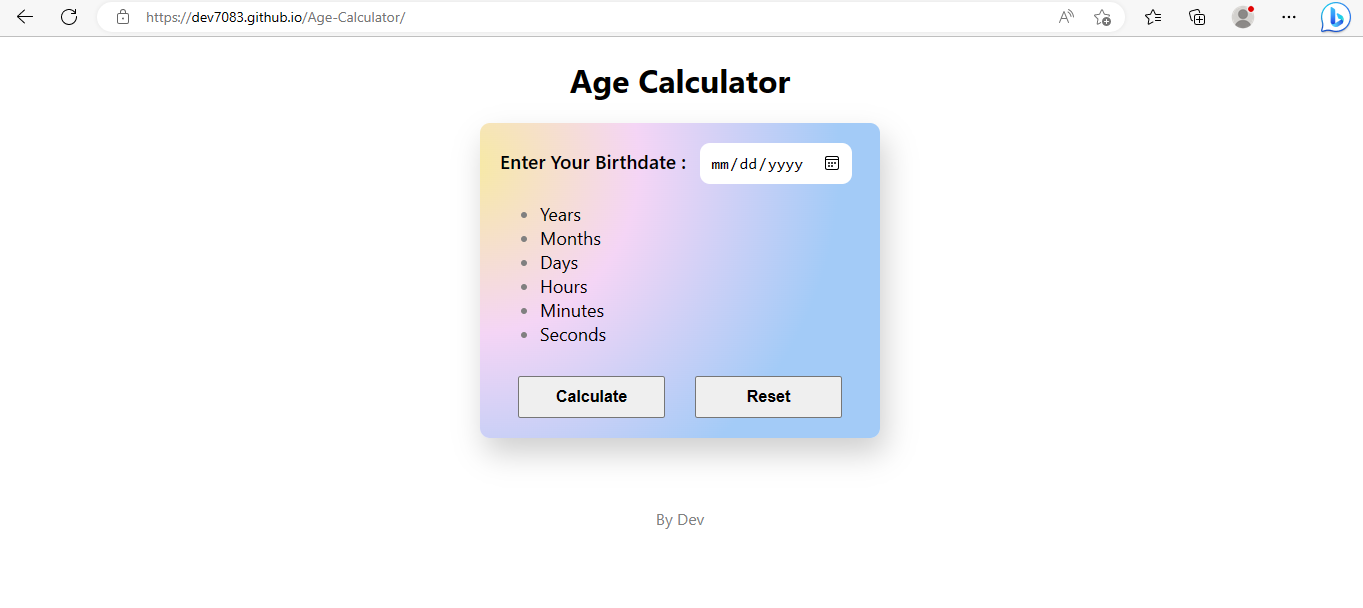 https://dev7083.github.io/Age-Calculator/
Age Calculator
Enter Your Birthdate : mm/dd/yyyy
Years
Months
Days
Hours
Minutes
Seconds
Calculate Reset
By Dev